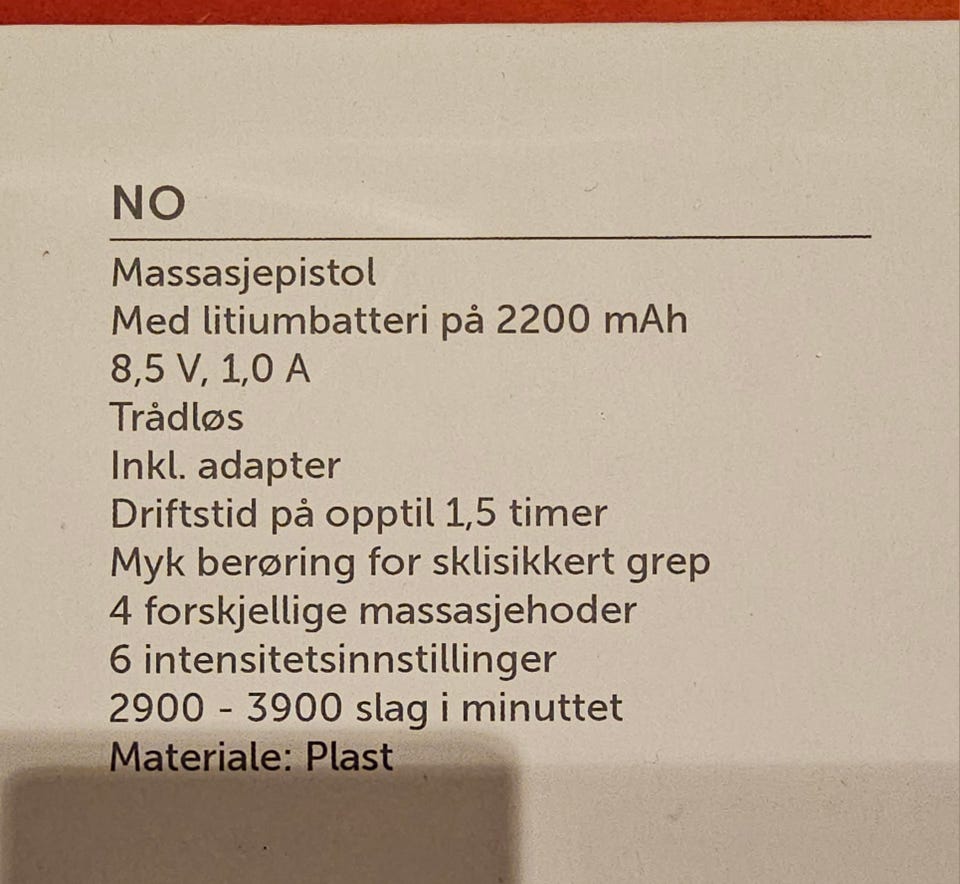 NO
Massasjepistol
Med litiumbatteri på 2200 mAh
8,5 V, 1,0 A
Trådløs
Inkl. adapter
Driftstid på opptil 1,5 timer
Myk berøring for sklisikkert grep
4 forskjellige massasjehoder
6 intensitetsinnstillinger
2900 - 3900 slag i minuttet
Materiale: Plast